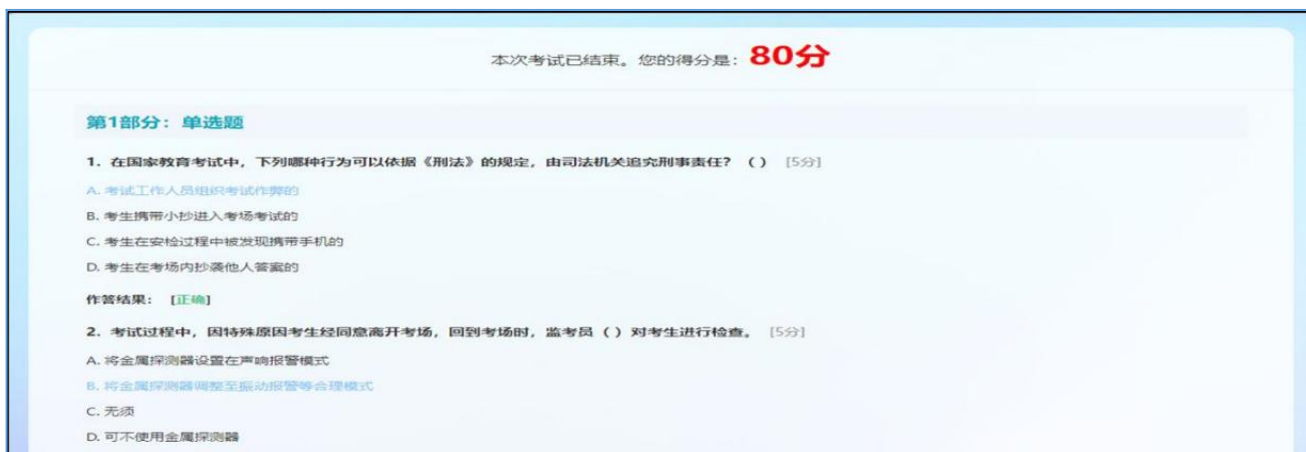 本次考试已结束。您的得分是：80分
第1部分：单选题
1. 在国家教育考试中，下列哪种行为可以依据《刑法》的规定，由司法机关追究刑事责任？（ ） [5分]
A. 考试工作人员组织考试作弊的
B. 考生携带小抄进入考场考试的
C. 考生在安检过程中被发现携带手机的
D. 考生在考场内抄袭他人答案的
作答结果： [正确]
2. 考试过程中，因特殊原因考生经同意离开考场，回到考场时，监考员（ ）对考生进行检查。 [5分]
A. 将金属探测器设置在声响报警模式
B. 将金属探测器调整至振动报警等合理模式
C. 无须
D. 可不使用金属探测器